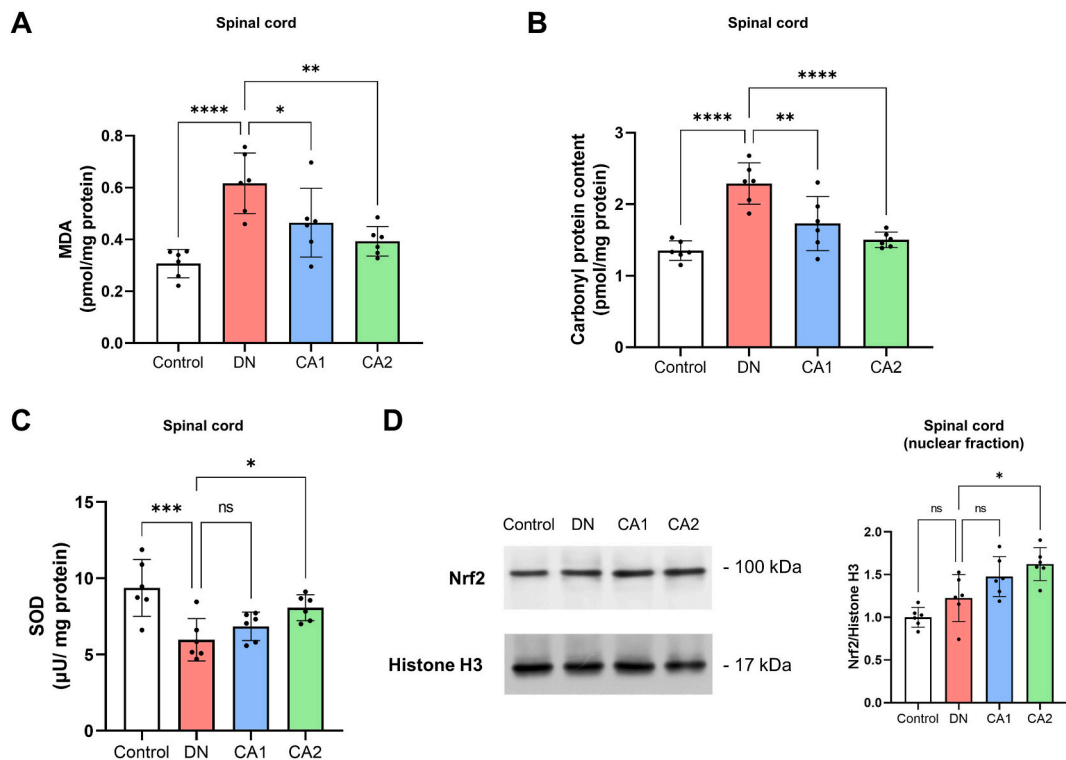 A
Spinal cord
**
****
*
MDA
(pmol/mg protein)
0.8
0.6
0.4
0.2
0.0
Control DN CA1 CA2
B
Spinal cord
****
****
**
Carbonyl protein content
(pmol/mg protein)
3
2
1
0
Control DN CA1 CA2
C
Spinal cord
*
***
ns
SOD
(µU/ mg protein)
15
10
5
0
Control DN CA1 CA2
D
Control DN CA1 CA2
Nrf2
- 100 kDa
Histone H3
- 17 kDa
Spinal cord
(nuclear fraction)
*
ns
ns
Nrf2/Histone H3
2.0
1.5
1.0
0.5
0.0
Control DN CA1 CA2